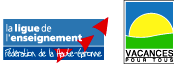 la ligue de
l'enseignement
Fédération de la Haute-Garonne
VACANCES
POUR TOUS